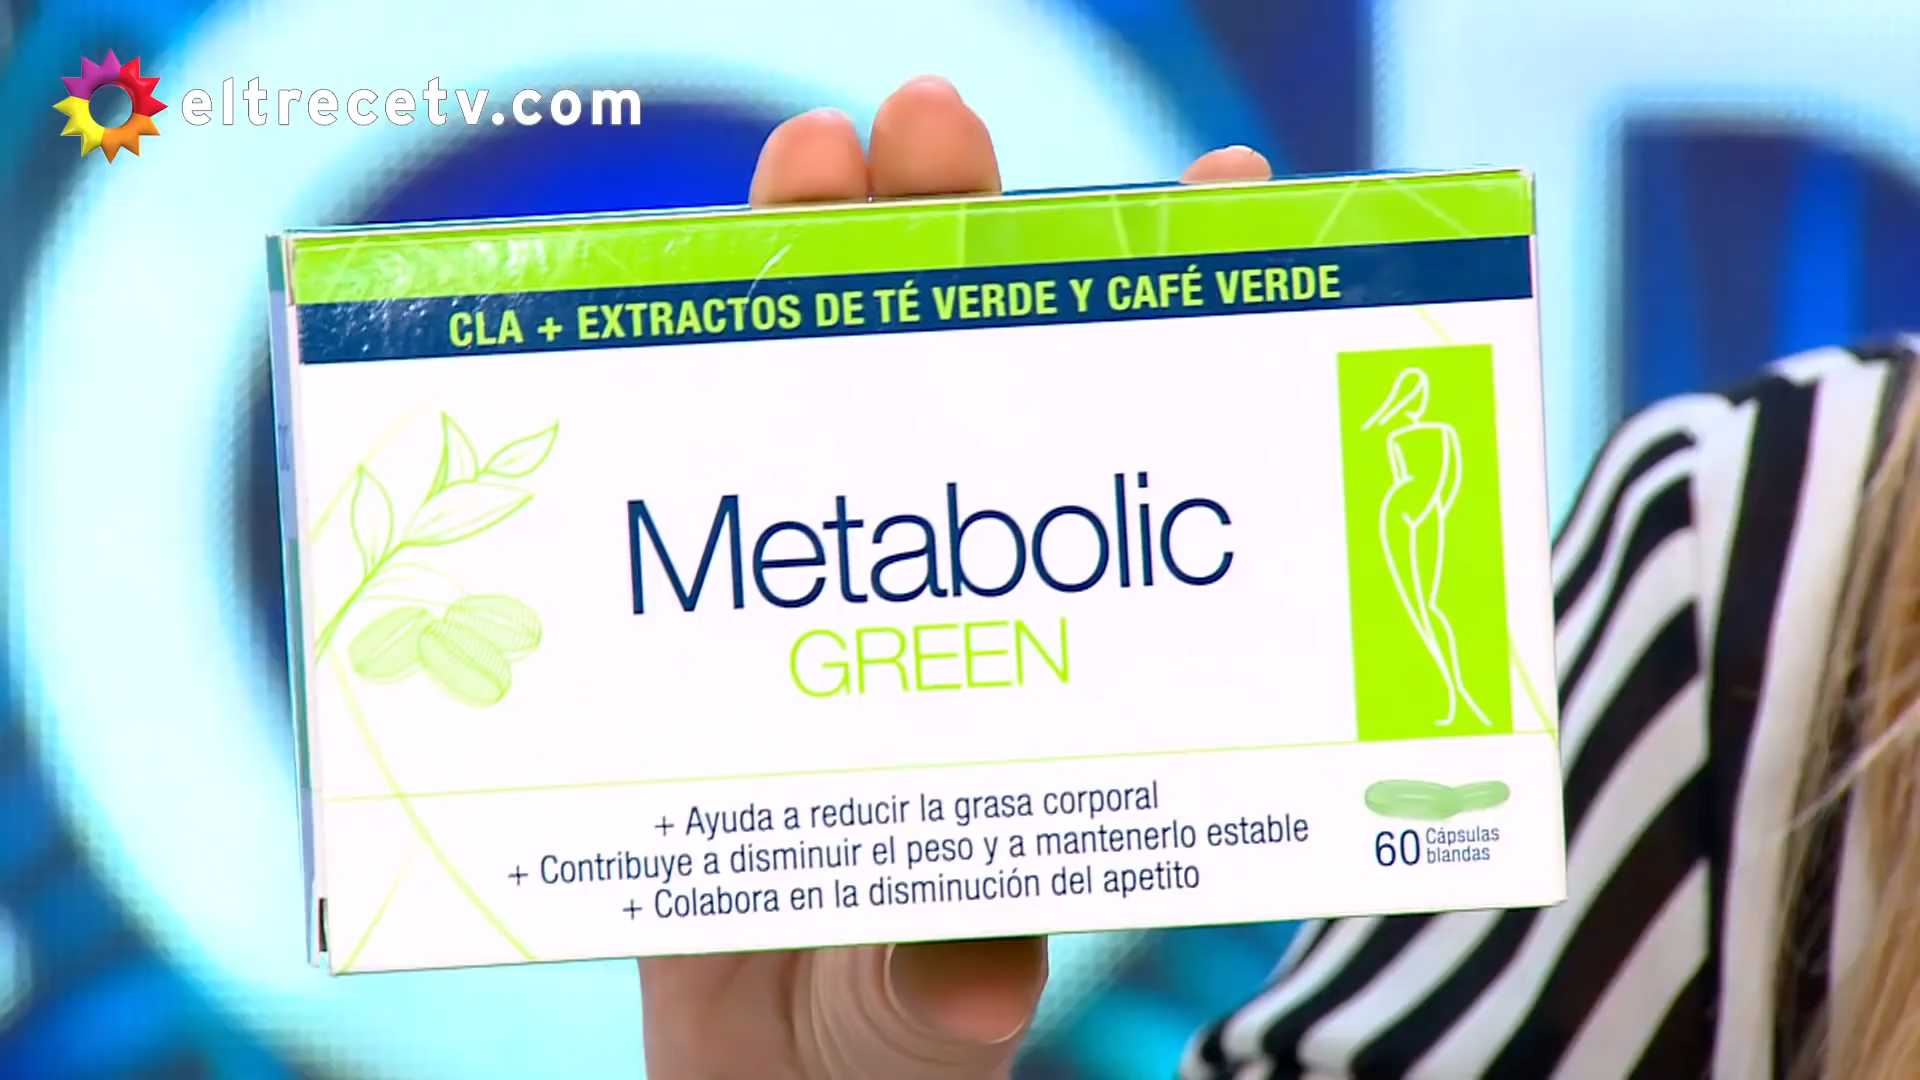 eltrecetv.com
CLA + EXTRACTOS DE TÉ VERDE Y CAFÉ VERDE
Metabolic
GREEN
+ Ayuda a reducir la grasa corporal
+ Contribuye a disminuir el peso y a mantenerlo estable
+ Colabora en la disminución del apetito
60 Cápsulas
blandas